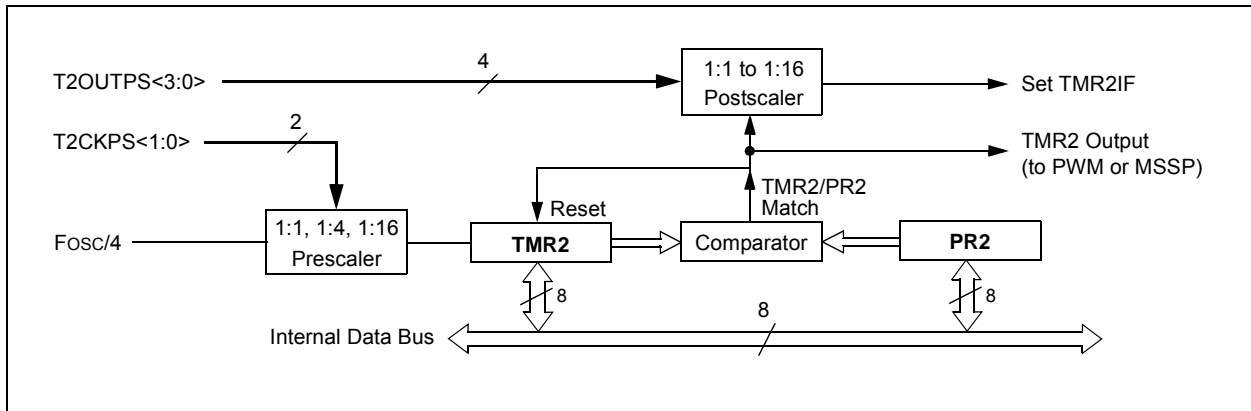 T2OUTPS<3:0>
4
1:1 to 1:16
Postscaler
Set TMR2IF
T2CKPS<1:0>
2
TMR2 Output
(to PWM or MSSP)
TMR2/PR2
Match
Reset
FOSC/4
1:1, 1:4, 1:16
Prescaler
TMR2
Comparator
PR2
8
8
8
Internal Data Bus